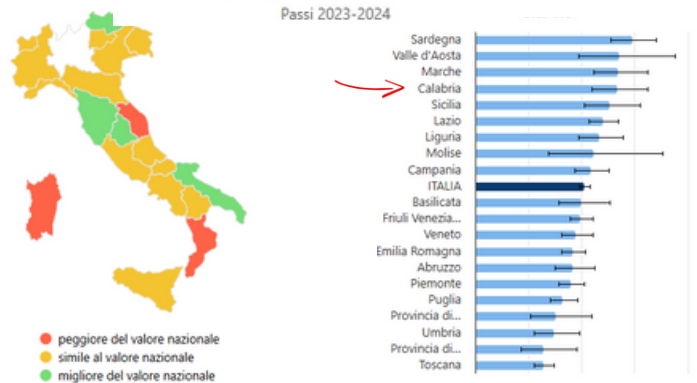 Passi 2023-2024
Sardegna
Valle d'Aosta
Marche
Calabria
Sicilia
Lazio
Liguria
Molise
Campania
ITALIA
Basilicata
Friuli Venezia...
Veneto
Emilia Romagna
Abruzzo
Piemonte
Puglia
Provincia di...
Umbria
Provincia di...
Toscana
peggiore del valore nazionale
simile al valore nazionale
migliore del valore nazionale